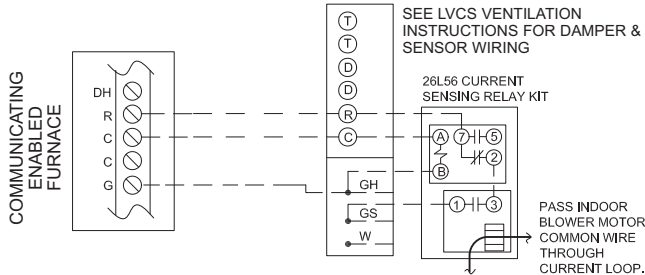 SEE LVCS VENTILATION
INSTRUCTIONS FOR DAMPER &
SENSOR WIRING
COMMUNICATING
ENABLED
FURNACE
DH
R
C
C
G
T
T
D
D
R
C
GH
GS
W
26L56 CURRENT
SENSING RELAY KIT
A 7 5
2
B
1 3
PASS INDOOR
BLOWER MOTOR
COMMON WIRE
THROUGH
CURRENT LOOP.